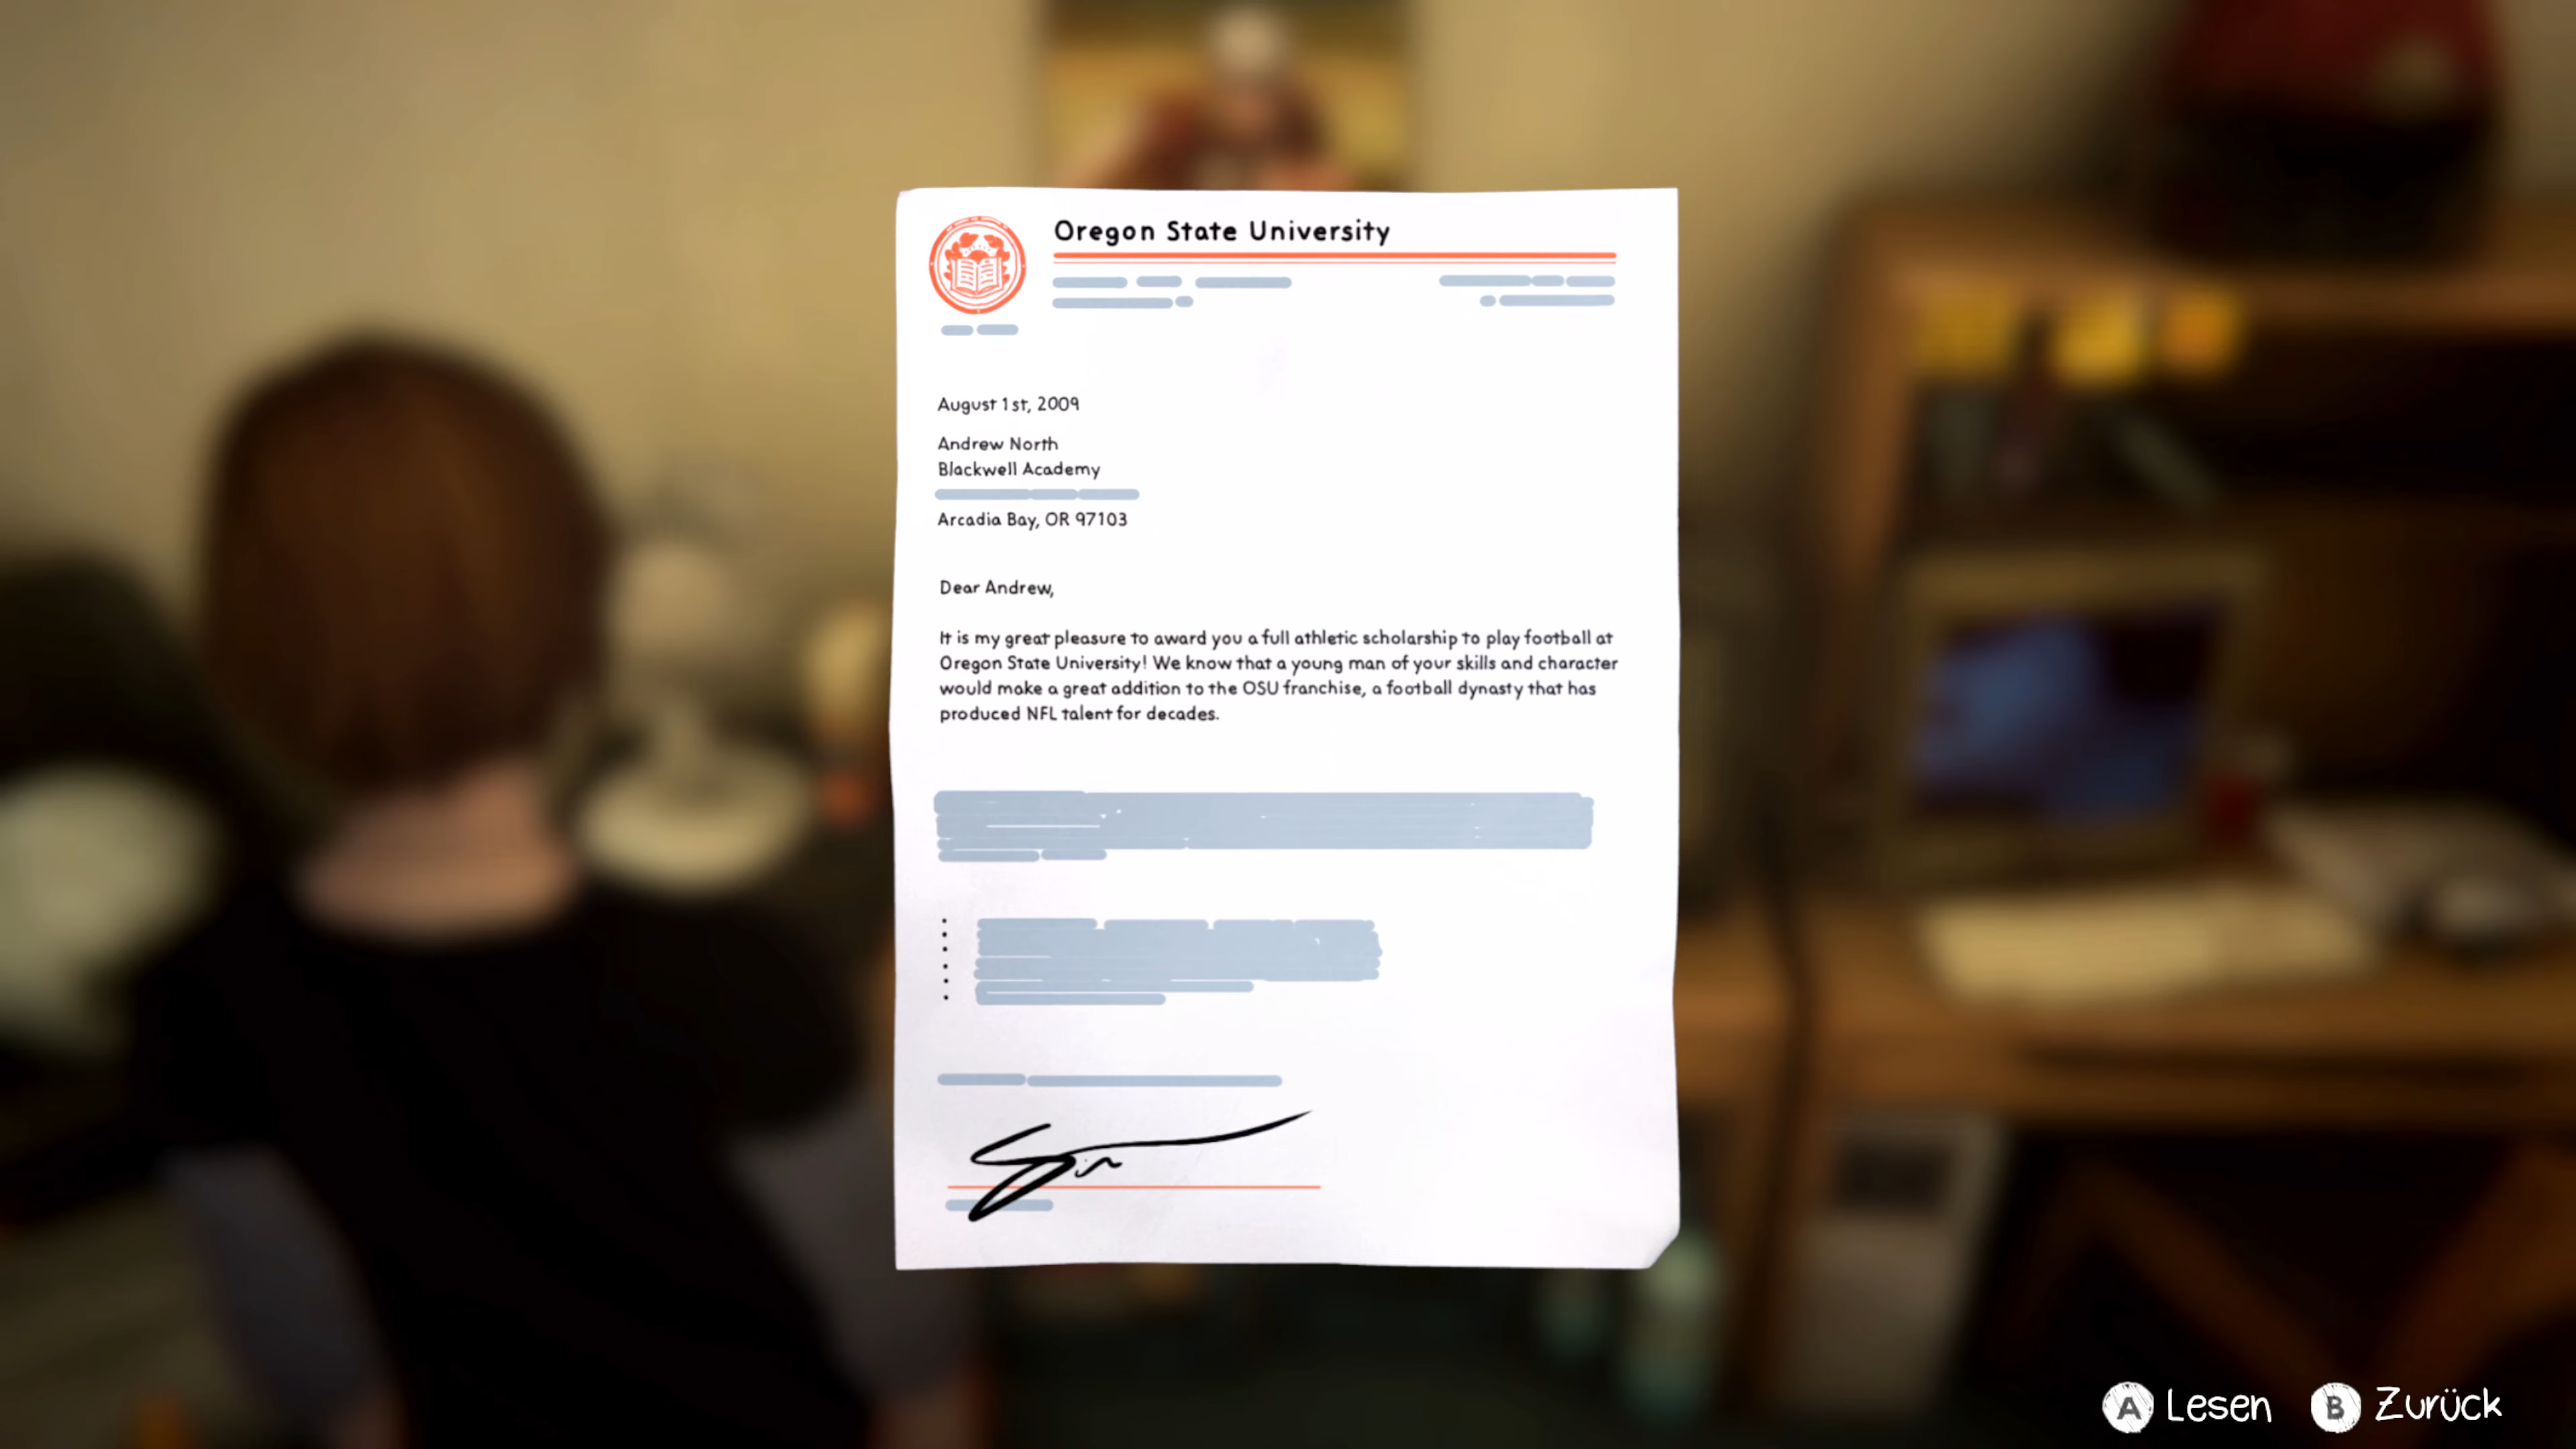 Oregon State University
August 1st, 2009
Andrew North
Blackwell Academy
Arcadia Bay, OR 97103
Dear Andrew,
It is my great pleasure to award you a full athletic scholarship to play football at
Oregon State University! We know that a young man of your skills and character
would make a great addition to the OSU franchise, a football dynasty that has
produced NFL talent for decades.
A Lesen B Zurück